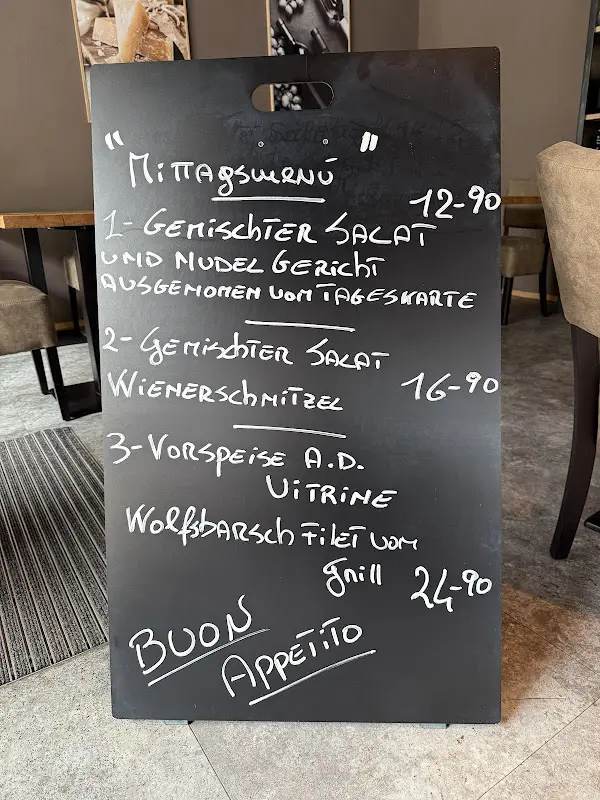 "Mittagsmenü"
12-90
1- Gemischter Salat
und Nudel Gericht
ausgenomen vom Tageskarte
2- Gemischter Salat
Wienerschnitzel 16-90
3- Vorspeise A.D.
Vitrine
Wolfsbarsch Filet vom
Grill 24-90
Buon
Appetito